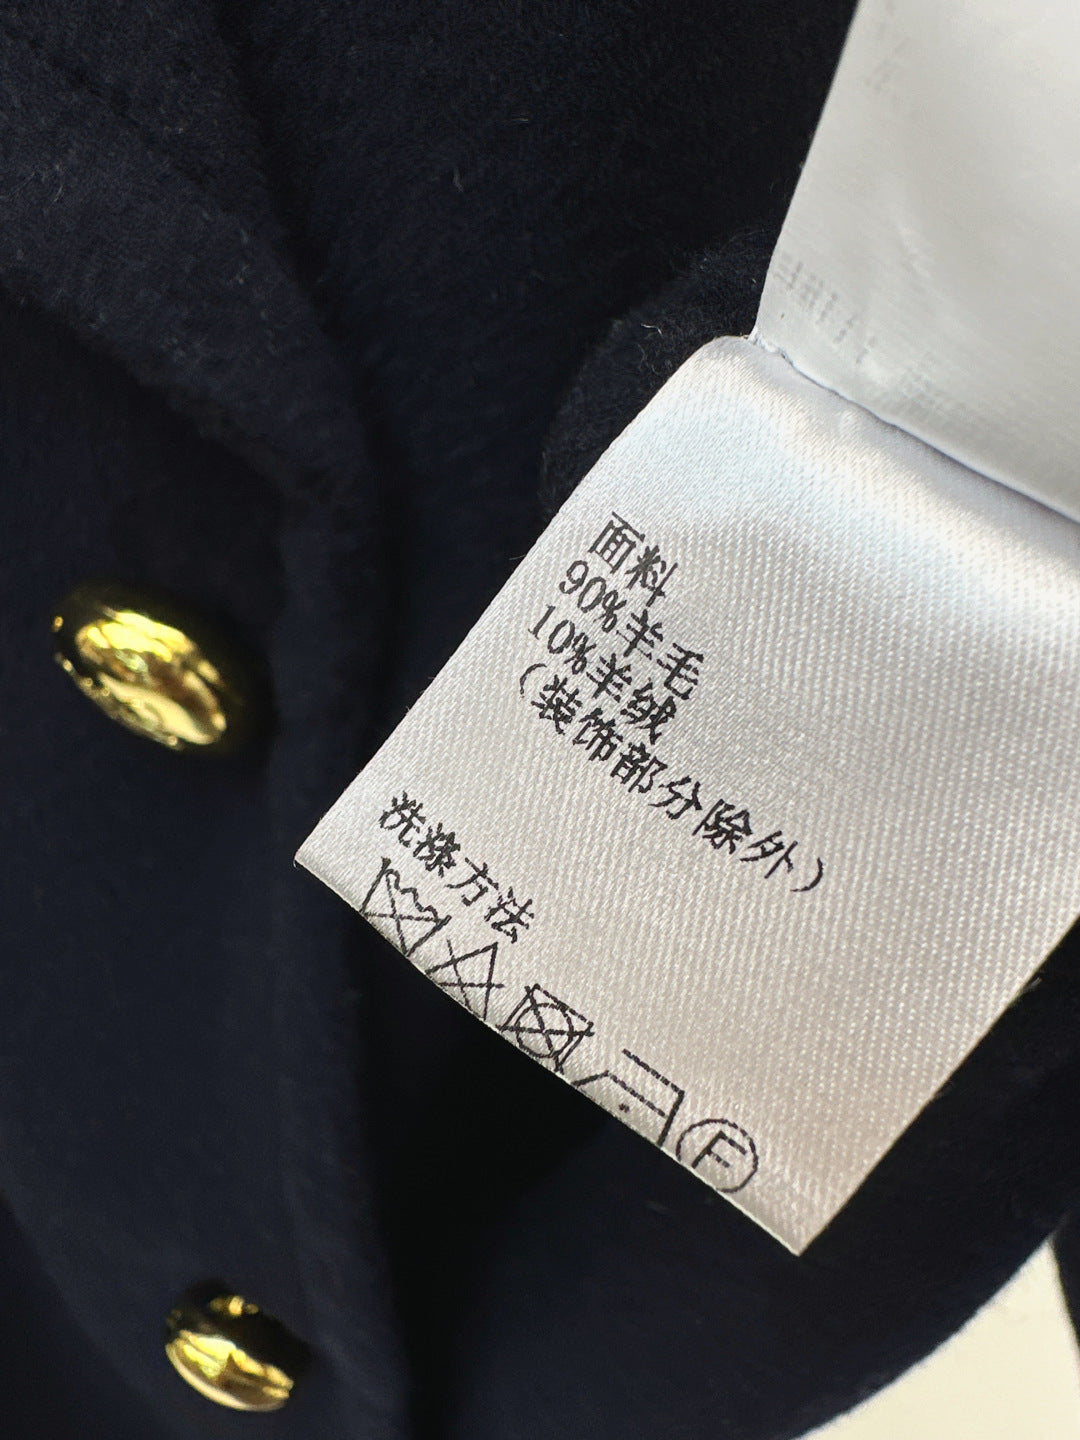 面料
90%羊毛
10%羊绒
（装饰部分除外）
洗涤方法
F